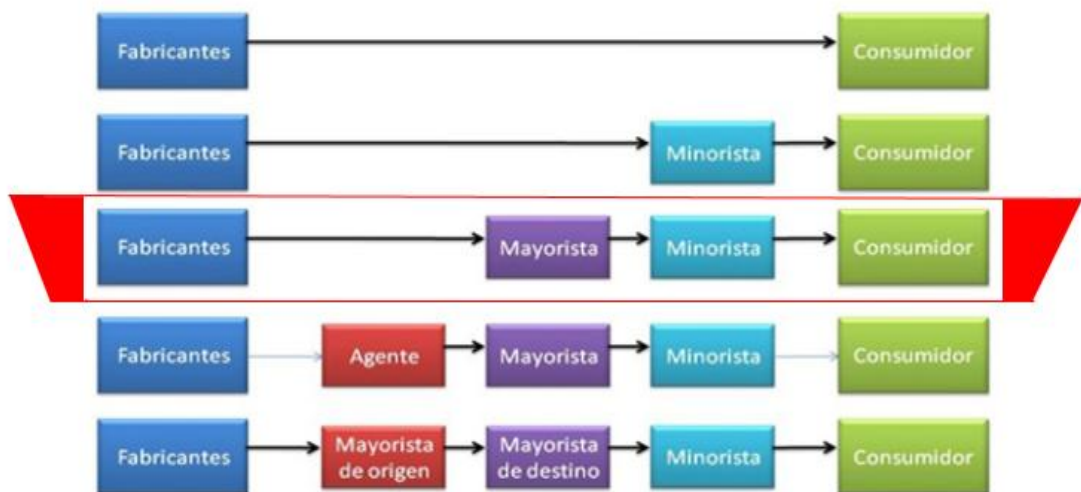 Fabricantes
Consumidor
Fabricantes
Minorista
Consumidor
Fabricantes
Mayorista
Minorista
Consumidor
Fabricantes
Agente
Mayorista
Minorista
Consumidor
Fabricantes
Mayorista
de origen
Mayorista
de destino
Minorista
Consumidor